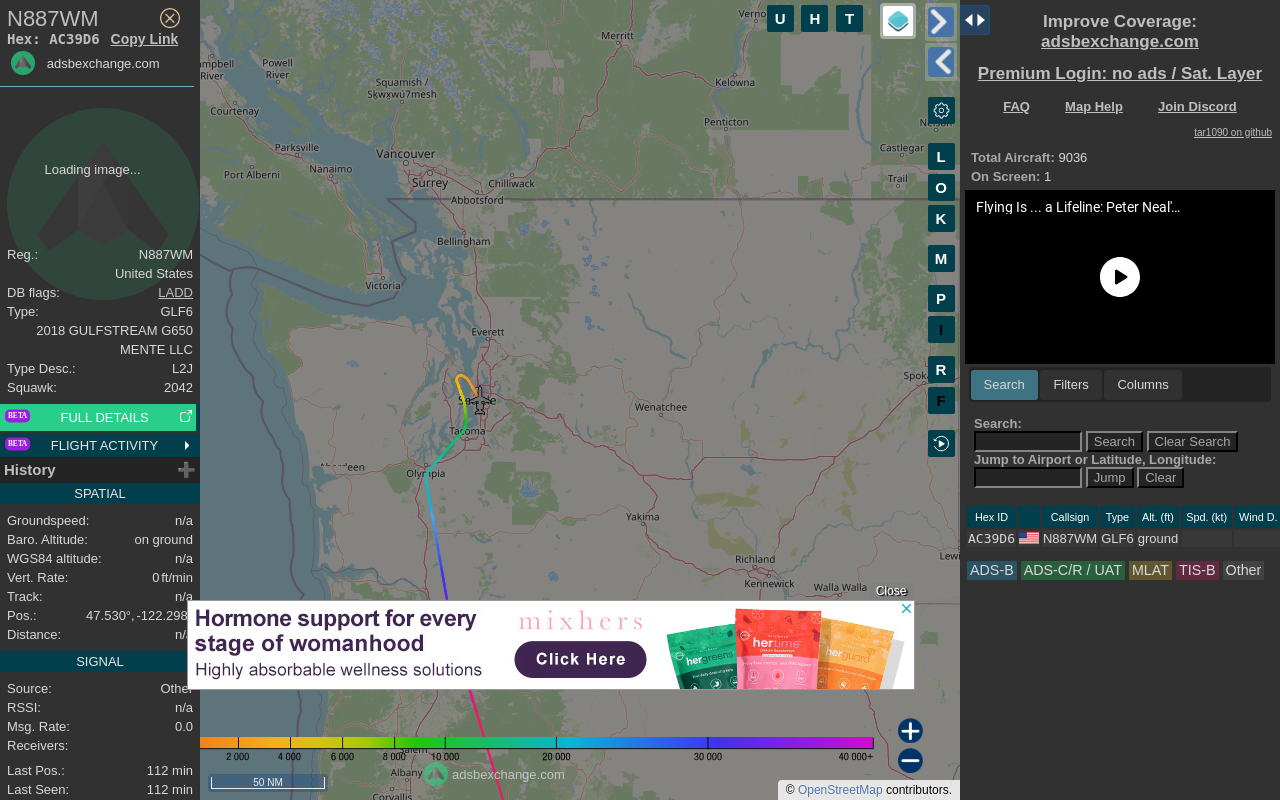 N887WM
Hex: AC39D6 Copy Link
adsbexchange.com
Loading image...
Reg.: N887WM
United States
DB flags: LADD
Type: GLF6
2018 GULFSTREAM G650
MENTE LLC
Type Desc.: L2J
Squawk: 2042
BETA FULL DETAILS
BETA FLIGHT ACTIVITY
History
SPATIAL
Groundspeed: n/a
Baro. Altitude: on ground
WGS84 altitude: n/a
Vert. Rate: 0 ft/min
Track: n/a
Pos.: 47.530°, -122.298
Distance: n/
SIGNAL
Source: Other
RSSI: n/a
Msg. Rate: 0.0
Receivers:
Last Pos.: 112 min
Last Seen: 112 min
U H T
L
O
K
M
P
I
R
F
Merritt
Powell
River
River
Squamish /
Sḵwx̱wú7mesh
Kelowna
Courtenay
Penticton
Parksville
Vancouver
Castlegar
Nanaimo
Port Alberni
Surrey
Chilliwack
Trail
Abbotsford
Bellingham
Victoria
Everett
Wenatchee
Tacoma
Aberdeen
Olympia
Yakima
Richland
Kennewick
Walla Walla
Close
Hormone support for every
stage of womanhood
Highly absorbable wellness solutions
mixhers
Click Here
hergreens
hertime
herguard
2 000 4 000 6 000 8 000 10 000 20 000 30 000 40 000+
50 NM
Albany
adsbexchange.com
Corvallis
© OpenStreetMap contributors.
Improve Coverage:
adsbexchange.com
Premium Login: no ads / Sat. Layer
FAQ Map Help Join Discord
tar1090 on github
Total Aircraft: 9036
On Screen: 1
Flying Is ... a Lifeline: Peter Neal'...
Search Filters Columns
Search:
Search Clear Search
Jump to Airport or Latitude, Longitude:
Jump Clear
Hex ID Callsign Type Alt. (ft) Spd. (kt) Wind D.
AC39D6 N887WM GLF6 ground
ADS-B ADS-C/R / UAT MLAT TIS-B Other